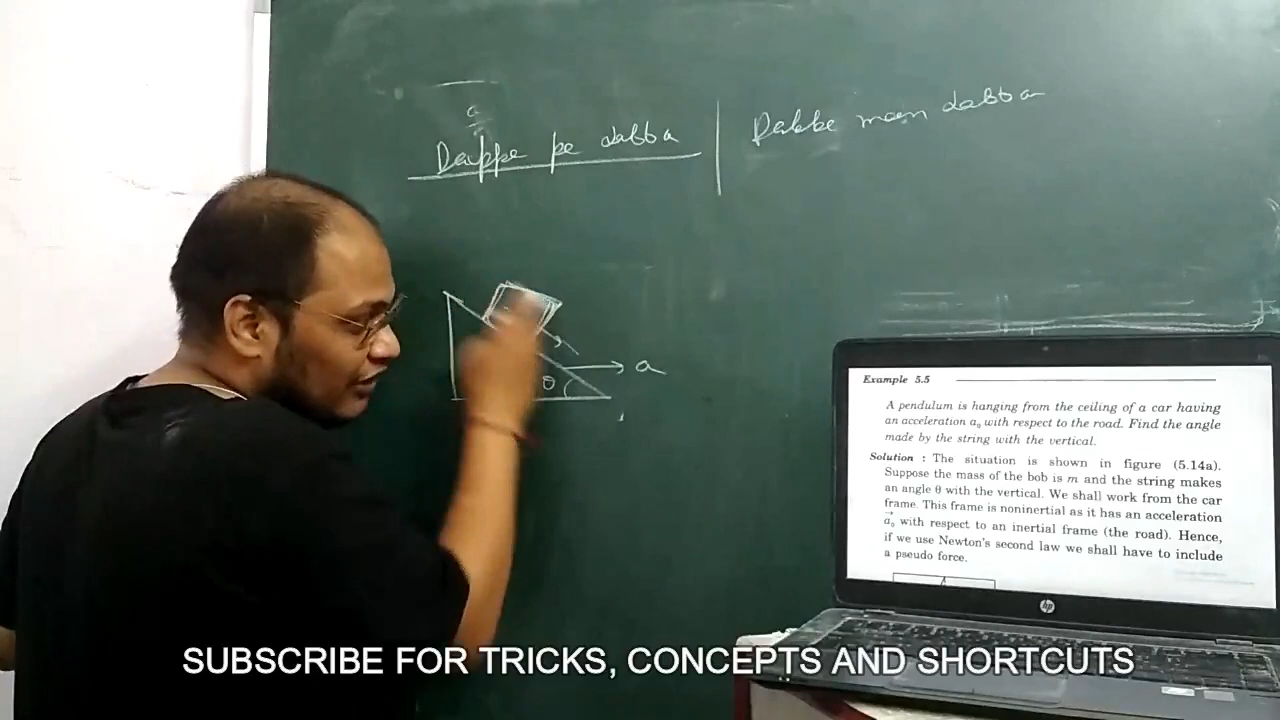 a
Dauppe pe dabba
Dabbe mein dabba
a
θ
Example 5.5
A pendulum is hanging from the ceiling of a car having
an acceleration a₀ with respect to the road. Find the angle
made by the string with the vertical.
Solution : The situation is shown in figure (5.14a).
Suppose the mass of the bob is m and the string makes
an angle θ with the vertical. We shall work from the car
frame. This frame is noninertial as it has an acceleration
a⃗₀ with respect to an inertial frame (the road). Hence,
if we use Newton's second law we shall have to include
a pseudo force.
hp
SUBSCRIBE FOR TRICKS, CONCEPTS AND SHORTCUTS